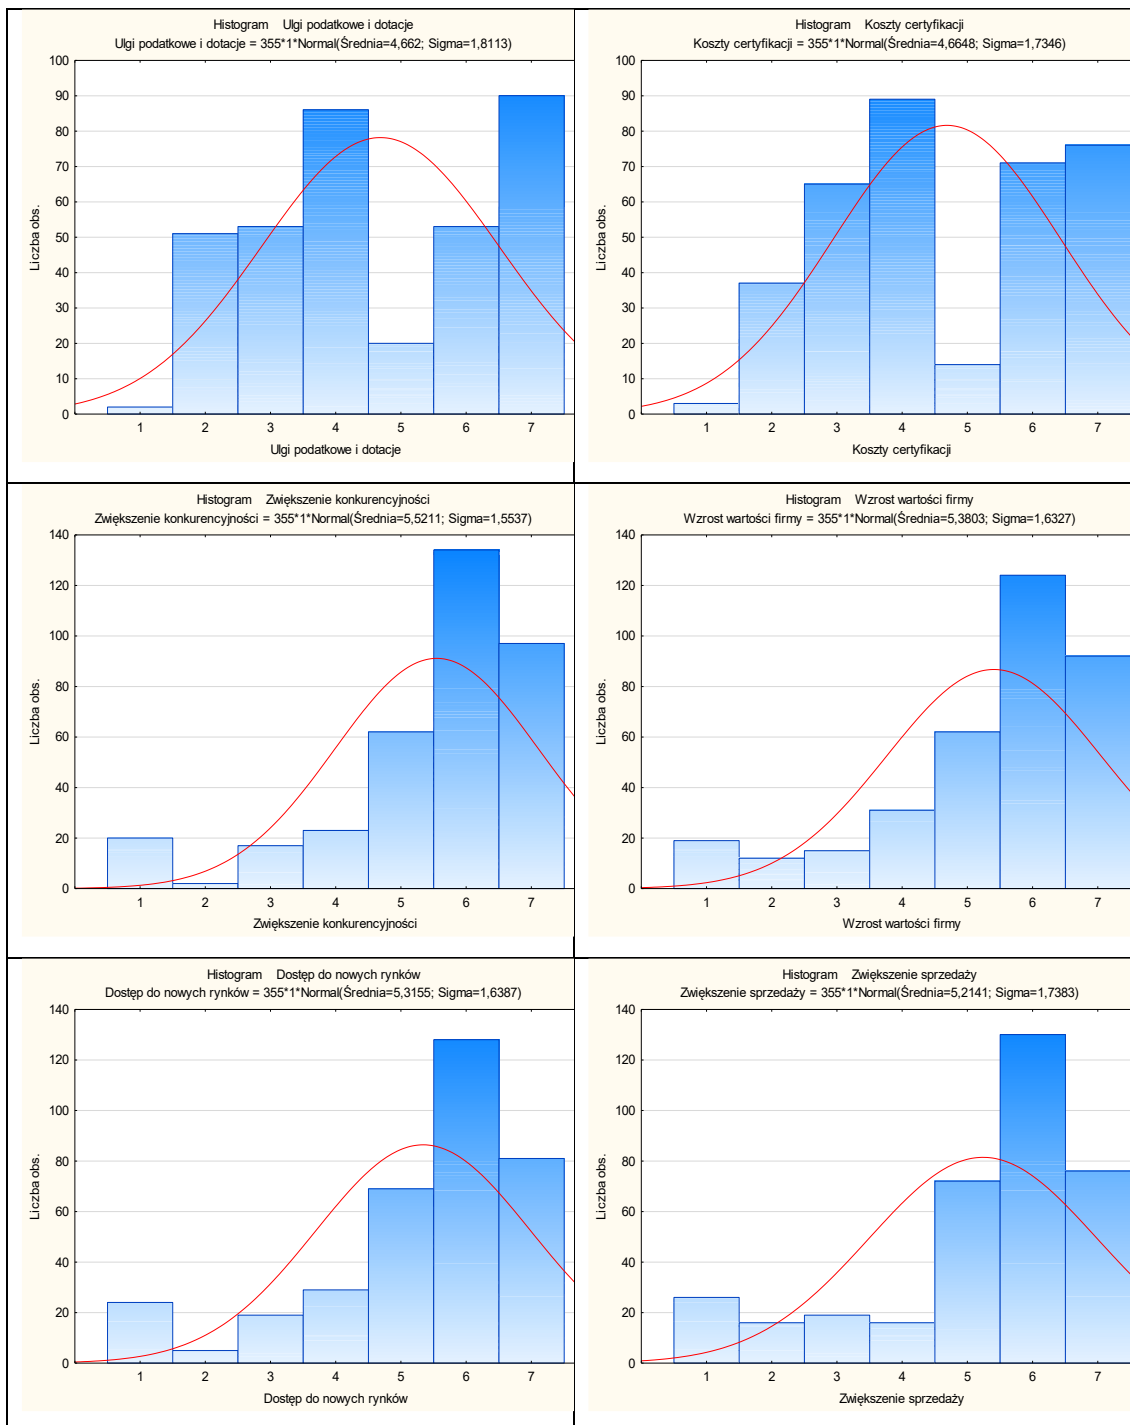 Histogram Ulgi podatkowe i dotacje
Ulgi podatkowe i dotacje = 355*1*Normal(Średnia=4,662; Sigma=1,8113)
100
90
80
70
60
50
40
30
20
10
0
Liczba obs.
1 2 3 4 5 6 7
Ulgi podatkowe i dotacje
Histogram Koszty certyfikacji
Koszty certyfikacji = 355*1*Normal(Średnia=4,6648; Sigma=1,7346)
100
90
80
70
60
50
40
30
20
10
0
Liczba obs.
1 2 3 4 5 6 7
Koszty certyfikacji
Histogram Zwiększenie konkurencyjności
Zwiększenie konkurencyjności = 355*1*Normal(Średnia=5,5211; Sigma=1,5537)
140
120
100
80
60
40
20
0
Liczba obs.
1 2 3 4 5 6 7
Zwiększenie konkurencyjności
Histogram Wzrost wartości firmy
Wzrost wartości firmy = 355*1*Normal(Średnia=5,3803; Sigma=1,6327)
140
120
100
80
60
40
20
0
Liczba obs.
1 2 3 4 5 6 7
Wzrost wartości firmy
Histogram Dostęp do nowych rynków
Dostęp do nowych rynków = 355*1*Normal(Średnia=5,3155; Sigma=1,6387)
140
120
100
80
60
40
20
0
Liczba obs.
1 2 3 4 5 6 7
Dostęp do nowych rynków
Histogram Zwiększenie sprzedaży
Zwiększenie sprzedaży = 355*1*Normal(Średnia=5,2141; Sigma=1,7383)
140
120
100
80
60
40
20
0
Liczba obs.
1 2 3 4 5 6 7
Zwiększenie sprzedaży